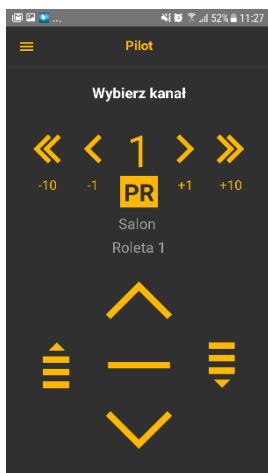 ... 52% 11:27
Pilot
Wybierz kanał
1
-10 -1 PR +1 +10
Salon
Roleta 1